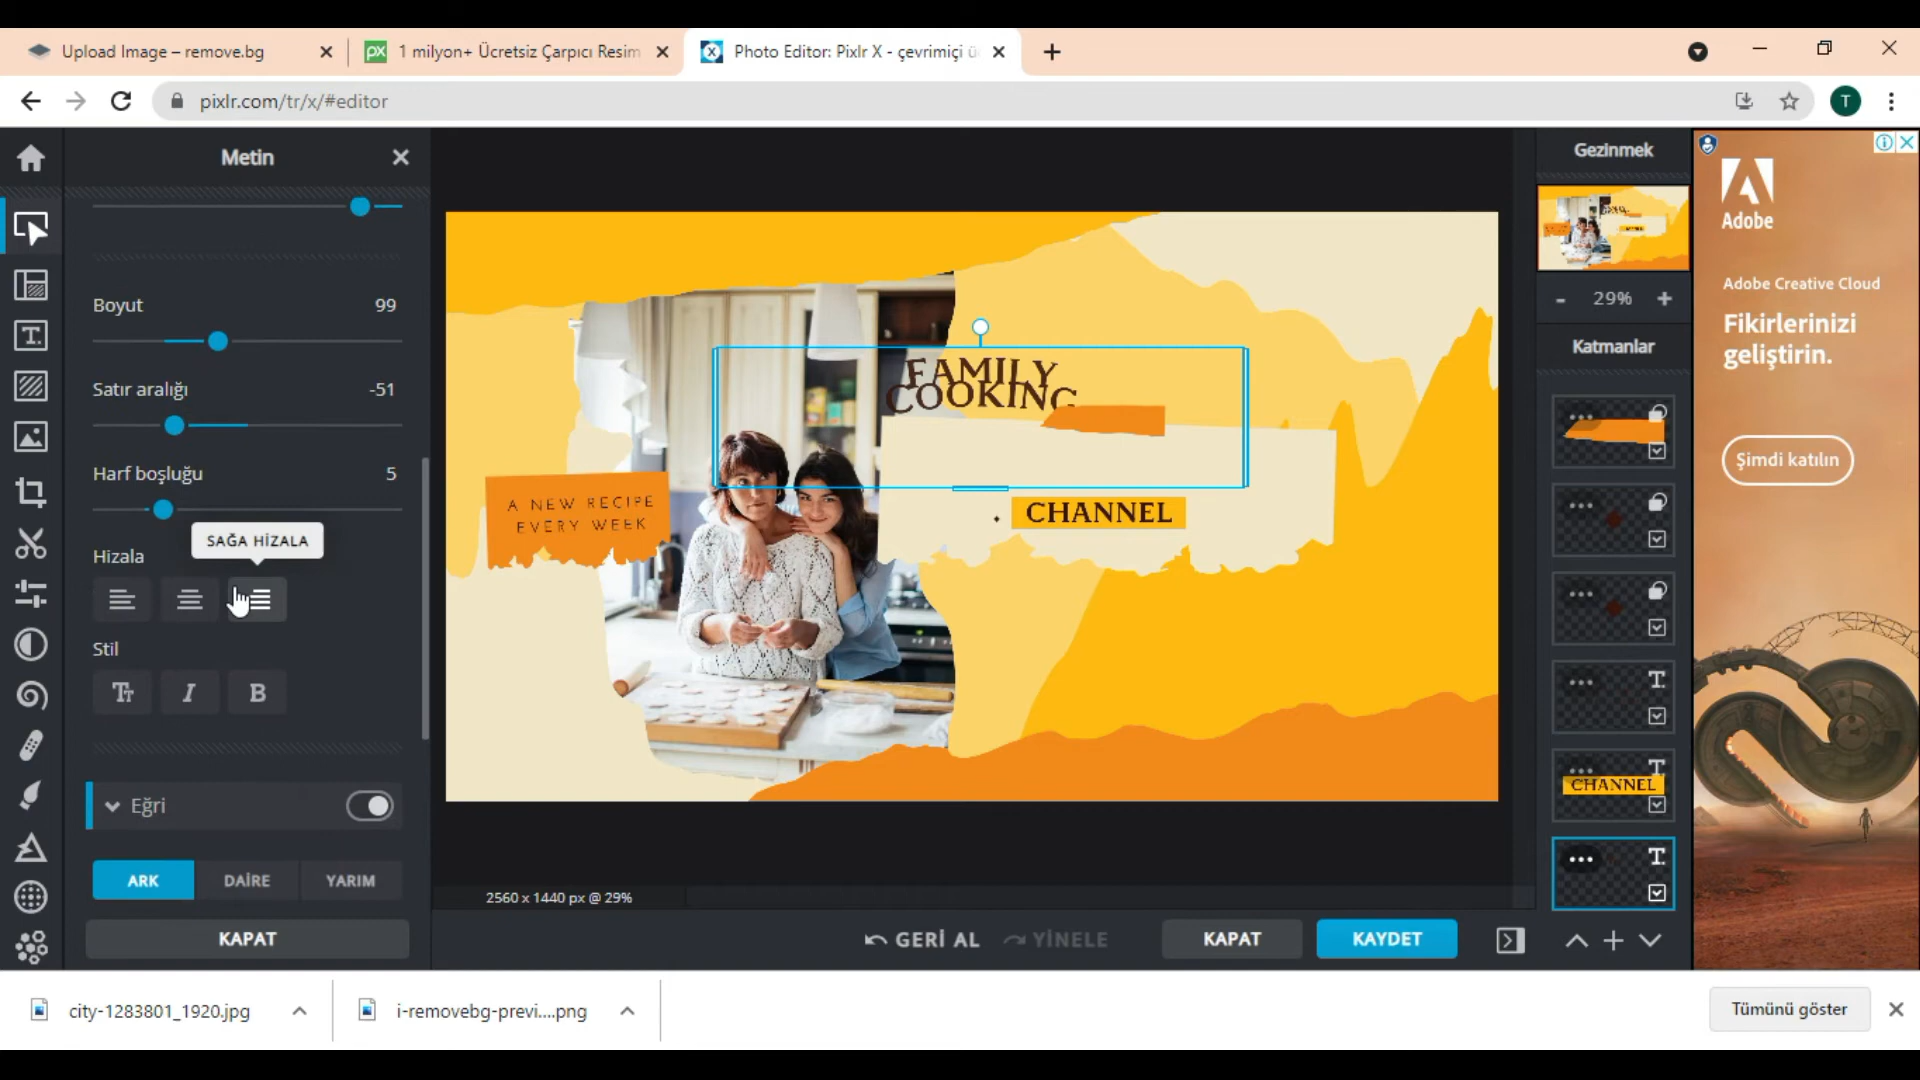 Upload Image – remove.bg
1 milyon+ Ücretsiz Çarpıcı Resim
Photo Editor: Pixlr X - çevrimiçi ü
pixlr.com/tr/x/#editor
T
Metin
Boyut 99
Satır aralığı -51
Harf boşluğu 5
SAĞA HİZALA
Hizala
Stil
Eğri
ARK DAİRE YARIM
KAPAT
FAMILY
COOKING
A NEW RECIPE
EVERY WEEK
CHANNEL
2560 x 1440 px @ 29%
GERİ AL YİNELE KAPAT KAYDET
Gezinmek
- 29% +
Katmanlar
CHANNEL
Adobe
Adobe Creative Cloud
Fikirlerinizi
geliştirin.
Şimdi katılın
city-1283801_1920.jpg
i-removebg-previ....png
Tümünü göster